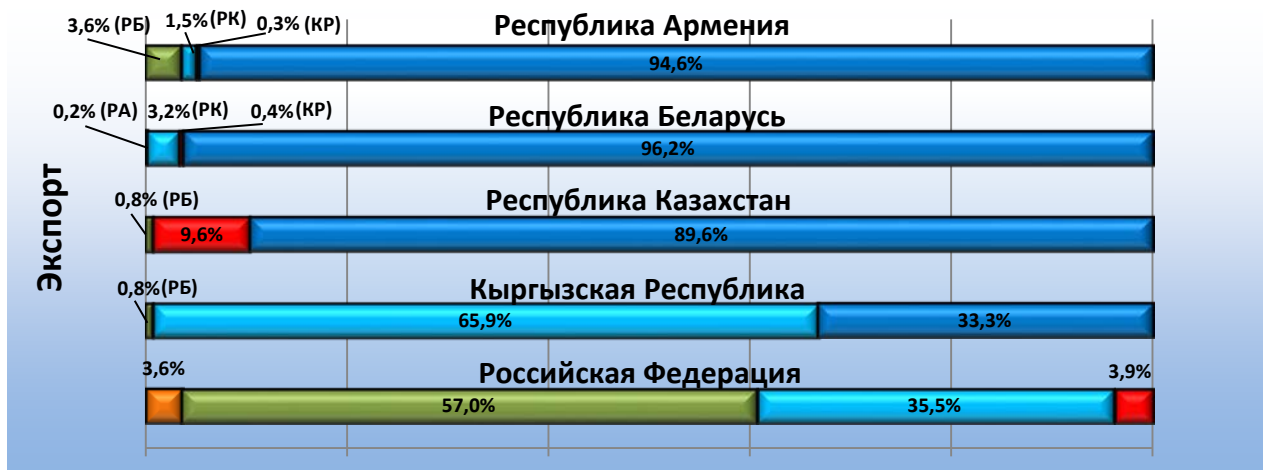 Экспорт
Республика Армения
3,6% (РБ) 1,5% (РК) 0,3% (КР)
94,6%
Республика Беларусь
0,2% (РА) 3,2% (РК) 0,4% (КР)
96,2%
Республика Казахстан
0,8% (РБ)
9,6% 89,6%
Кыргызская Республика
0,8% (РБ)
65,9% 33,3%
Российская Федерация
3,6% 3,9%
57,0% 35,5%